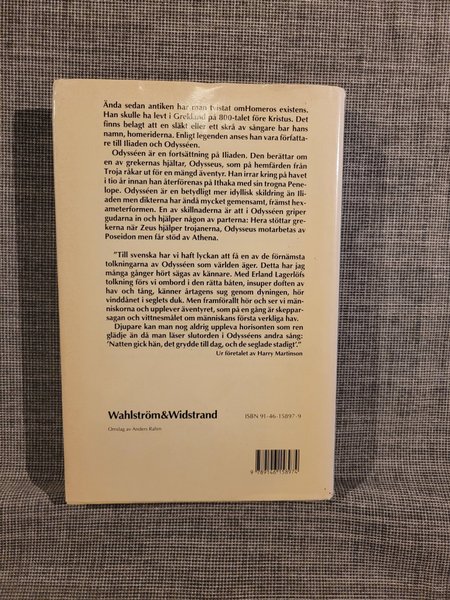 Ända sedan antiken har man tvistat omHomeros existens.
Han skulle ha levt i Grekland på 800-talet före Kristus. Det
finns belagt att en släkt eller ett skrå av sångare bar hans
namn, homeriderna. Enligt legenden anses han vara författa-
re till Iliaden och Odysséen.
Odysséen är en fortsättning på Iliaden. Den berättar om
en av grekernas hjältar, Odysseus, som på hemfärden från
Troja råkar ut för en mängd äventyr. Han irrar kring på havet
i tio år innan han återförenas på Ithaka med sin trogna Pene-
lope. Odysséen är en betydligt mer idyllisk skildring än Ili-
aden men dikterna har ändå mycket gemensamt, främst hex-
ameterformen. En av skillnaderna är att i Odysséen griper
gudarna in och hjälper någon av parterna: Hera stöttar gre-
kerna när Zeus hjälper trojanerna, Odysseus motarbetas av
Poseidon men får stöd av Athena.
"Till svenska har vi haft lyckan att få en av de förnämsta
tolkningarna av Odysséen som världen äger. Detta har jag
många gånger hört sägas av kännare. Med Erland Lagerlöfs
tolkning förs vi ombord i den rätta båten, insuper doften av
hav och tång, känner årtagens sug genom dyningen, hör
vinddånet i seglets duk. Men framförallt hör och ser vi män-
niskorna och upplever äventyret, som på en gång är skeppar-
sagan och vittnesmålet om människans första verkliga hav.
Djupare kan man nog aldrig uppleva horisonten som ren
glädje än då man läser slutorden i Odysséens andra sång:
'Natten gick hän, det grydde till dag, och de seglade stadigt'."
Ur företalet av Harry Martinson
Wahlström&Widstrand
ISBN 91-46-15897-9
Omslag av Anders Rahm
9 789146 158974